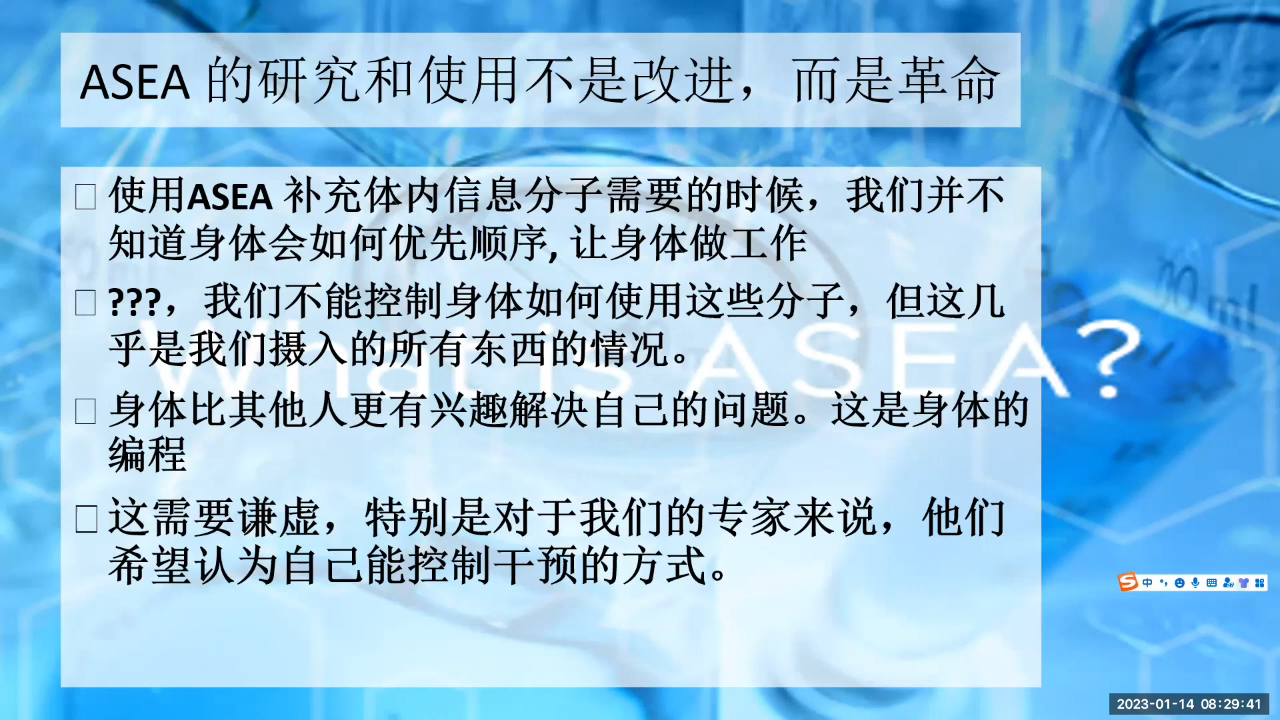 ASEA 的研究和使用不是改进，而是革命
□ 使用ASEA 补充体内信息分子需要的时候，我们并不
知道身体会如何优先顺序, 让身体做工作
□ ???，我们不能控制身体如何使用这些分子，但这几
乎是我们摄入的所有东西的情况。
□ 身体比其他人更有兴趣解决自己的问题。这是身体的
编程
□ 这需要谦虚，特别是对于我们的专家来说，他们
希望认为自己能控制干预的方式。
What is ASEA?
00 ml
中
2023-01-14 08:29:41